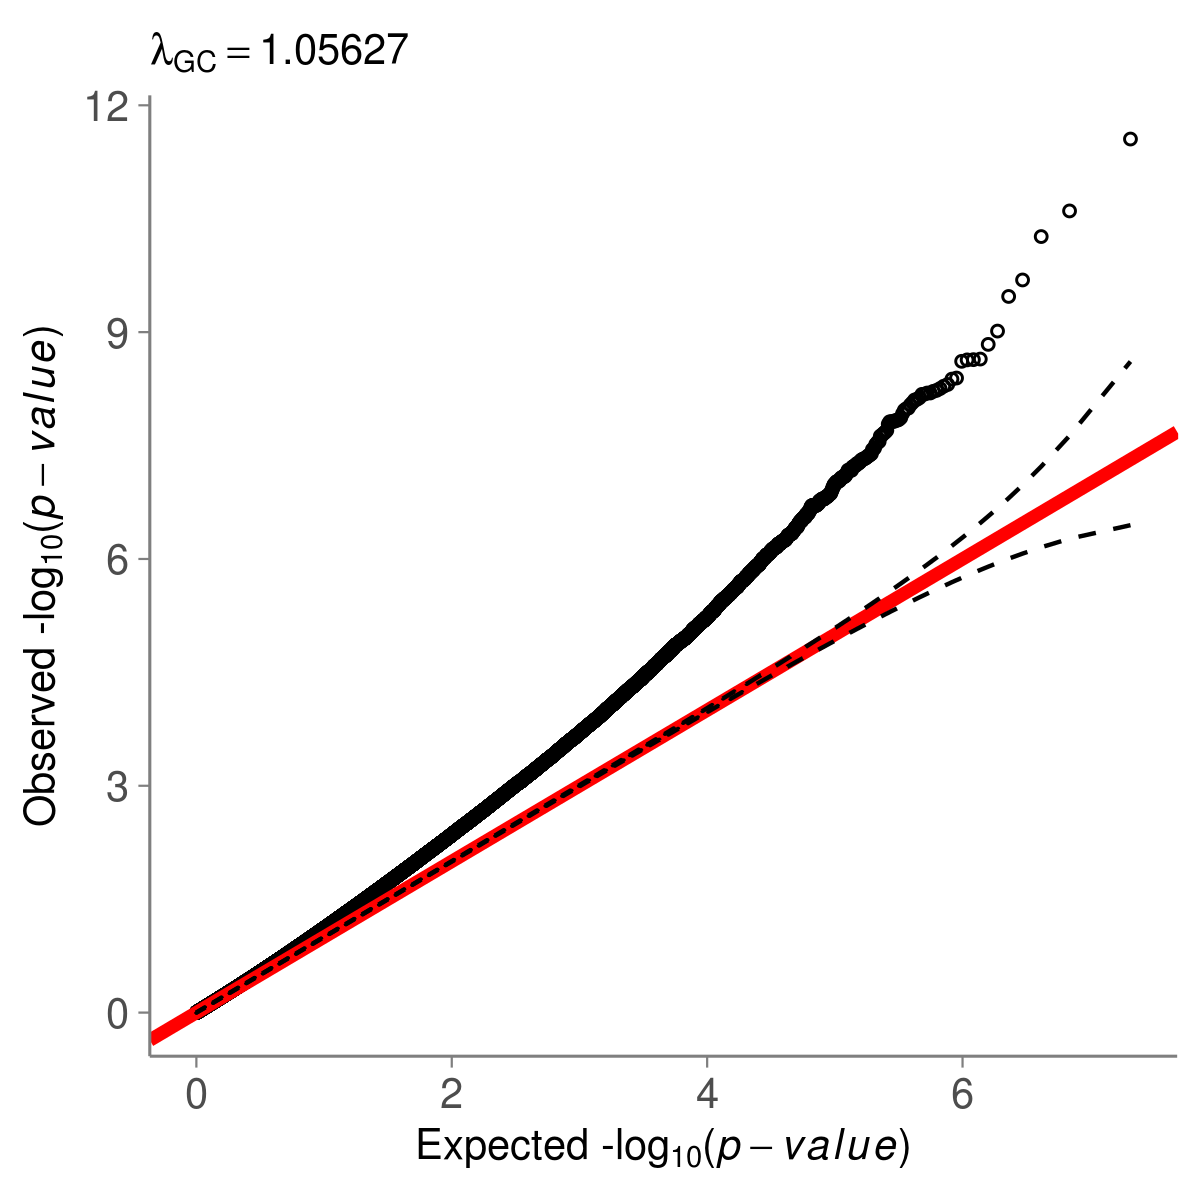 λGC = 1.05627
12
9
6
3
0
Observed -log10(p − value)
0 2 4 6
Expected -log10(p − value)